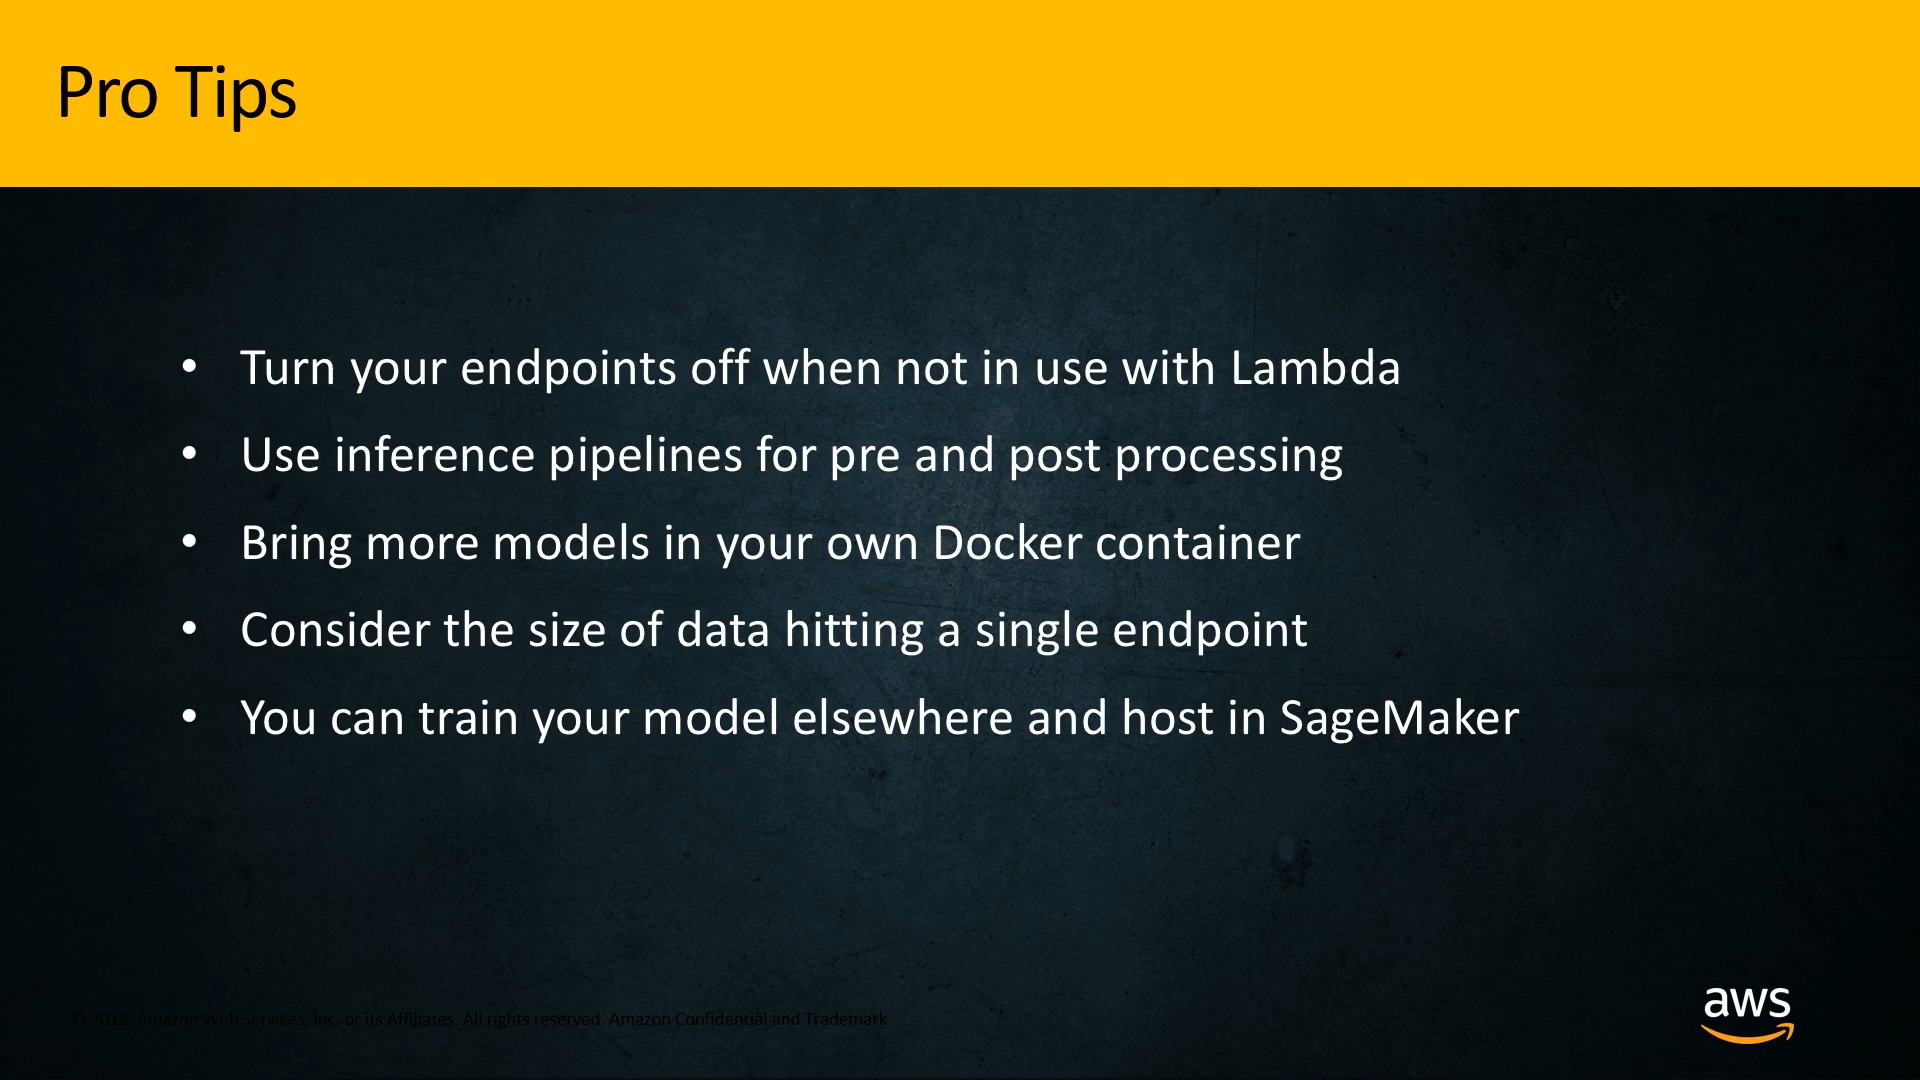 Pro Tips
• Turn your endpoints off when not in use with Lambda
• Use inference pipelines for pre and post processing
• Bring more models in your own Docker container
• Consider the size of data hitting a single endpoint
• You can train your model elsewhere and host in SageMaker
© 2018, Amazon Web Services, Inc. or its Affiliates. All rights reserved. Amazon Confidential and Trademark
aws